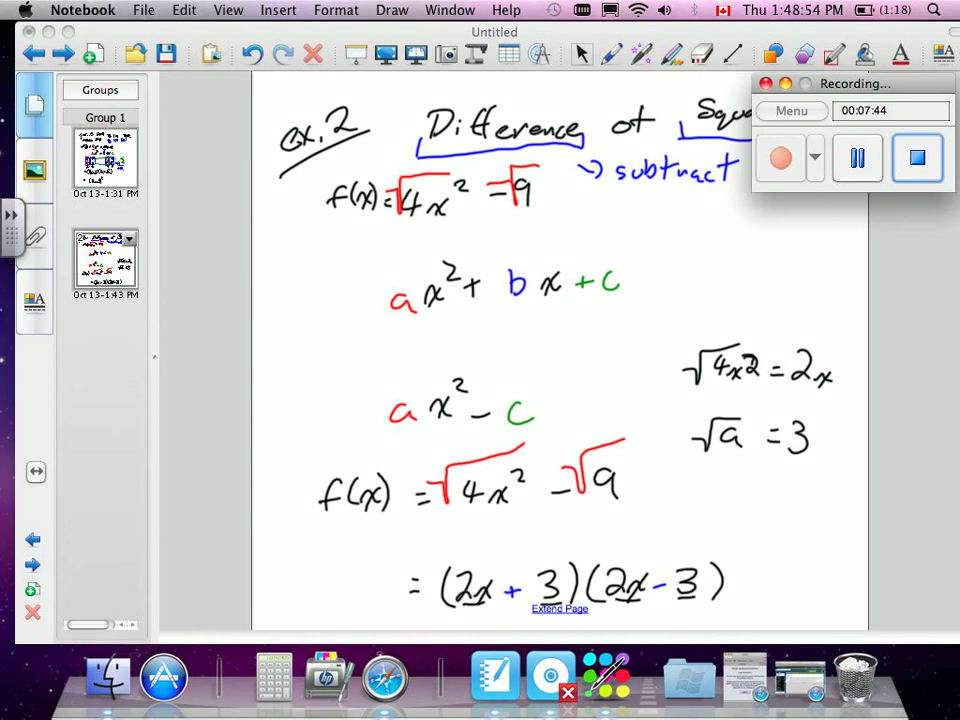 Notebook File Edit View Insert Format Draw Window Help Thu 1:48:54 PM (1:18)
Untitled
Recording...
Menu 00:07:44
Groups
Group 1
Oct 13-1:31 PM
Oct 13-1:43 PM
ex. 2 Difference of Squa
→ subtract
f(x)=√4x² -√9
ax²+ bx +c
√4x2 = 2x
ax² - c
√9 = 3
f(x) = √4x² - √9
= (2x + 3)(2x - 3)
Extend Page